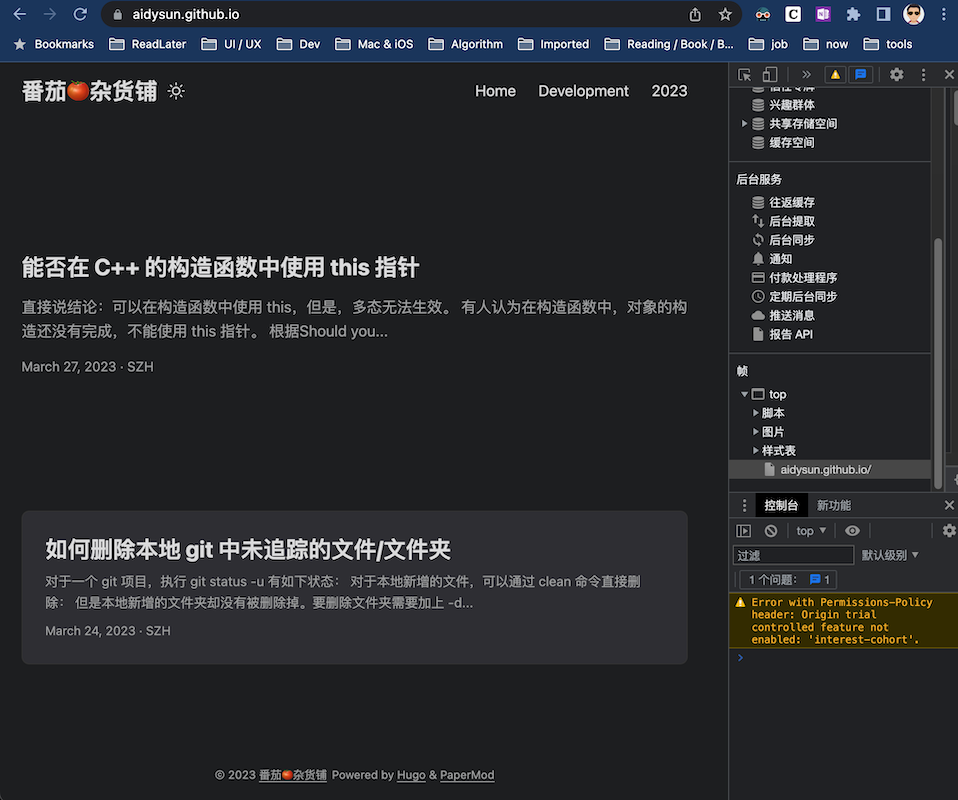 aidysun.github.io
Bookmarks ReadLater UI / UX Dev Mac & iOS Algorithm Imported Reading / Book / B... job now tools
番茄🍅杂货铺 Home Development 2023
能否在 C++ 的构造函数中使用 this 指针
直接说结论：可以在构造函数中使用 this，但是，多态无法生效。 有人认为在构造函数中，对象的构
造还没有完成，不能使用 this 指针。 根据Should you...
March 27, 2023 · SZH
如何删除本地 git 中未追踪的文件/文件夹
对于一个 git 项目，执行 git status -u 有如下状态： 对于本地新增的文件，可以通过 clean 命令直接删
除： 但是本地新增的文件夹却没有被删除掉。要删除文件夹需要加上 -d...
March 24, 2023 · SZH
© 2023 番茄🍅杂货铺 Powered by Hugo & PaperMod
兴趣群体
共享存储空间
缓存空间
后台服务
往返缓存
后台提取
后台同步
通知
付款处理程序
定期后台同步
推送消息
报告 API
帧
top
脚本
图片
样式表
aidysun.github.io/
控制台 新功能
top
过滤 默认级别
1 个问题： 1
Error with Permissions-Policy
header: Origin trial
controlled feature not
enabled: 'interest-cohort'.